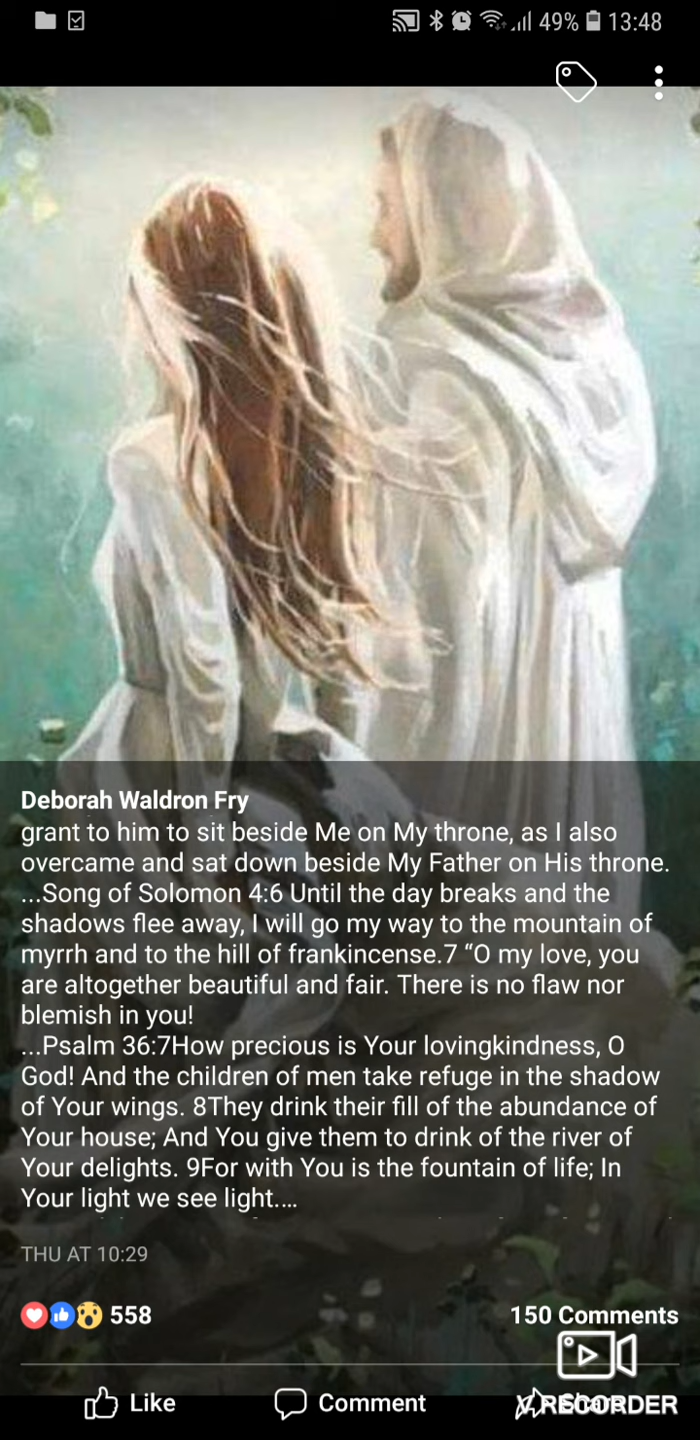 49% 13:48
Deborah Waldron Fry
grant to him to sit beside Me on My throne, as I also
overcame and sat down beside My Father on His throne.
...Song of Solomon 4:6 Until the day breaks and the
shadows flee away, I will go my way to the mountain of
myrrh and to the hill of frankincense.7 “O my love, you
are altogether beautiful and fair. There is no flaw nor
blemish in you!
...Psalm 36:7How precious is Your lovingkindness, O
God! And the children of men take refuge in the shadow
of Your wings. 8They drink their fill of the abundance of
Your house; And You give them to drink of the river of
Your delights. 9For with You is the fountain of life; In
Your light we see light....
THU AT 10:29
558 150 Comments
Like Comment V.RECORDER